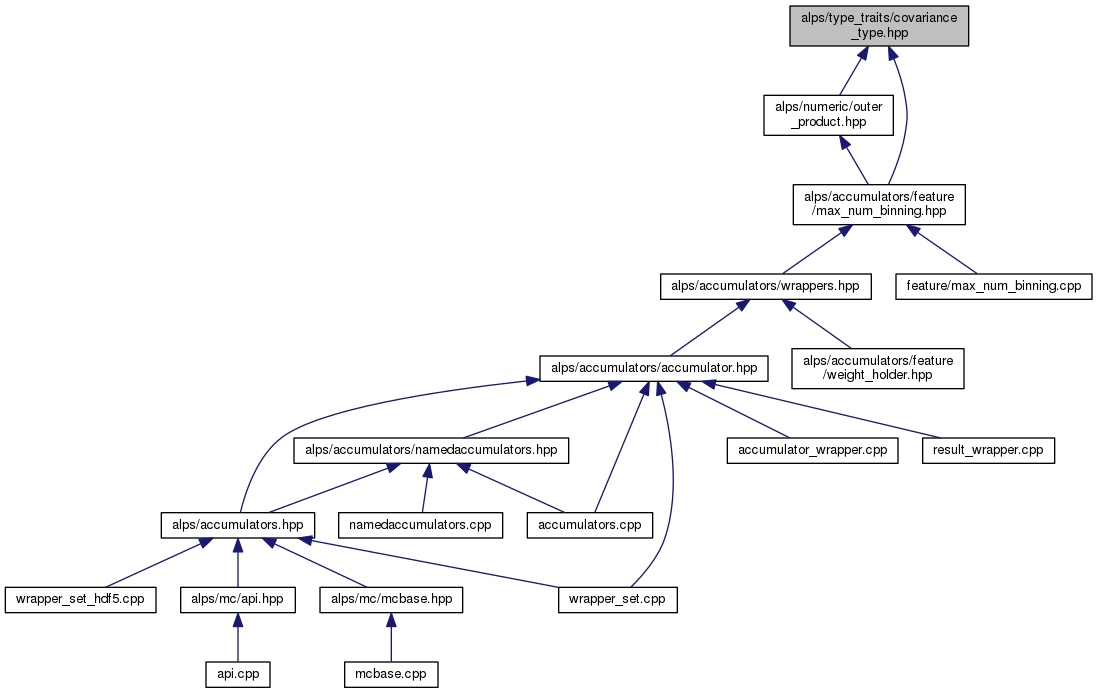 alps/type_traits/covariance
_type.hpp
alps/numeric/outer
_product.hpp
alps/accumulators/feature
/max_num_binning.hpp
alps/accumulators/wrappers.hpp
feature/max_num_binning.cpp
alps/accumulators/accumulator.hpp
alps/accumulators/feature
/weight_holder.hpp
alps/accumulators/namedaccumulators.hpp
accumulator_wrapper.cpp
result_wrapper.cpp
alps/accumulators.hpp
namedaccumulators.cpp
accumulators.cpp
wrapper_set_hdf5.cpp
alps/mc/api.hpp
alps/mc/mcbase.hpp
wrapper_set.cpp
api.cpp
mcbase.cpp